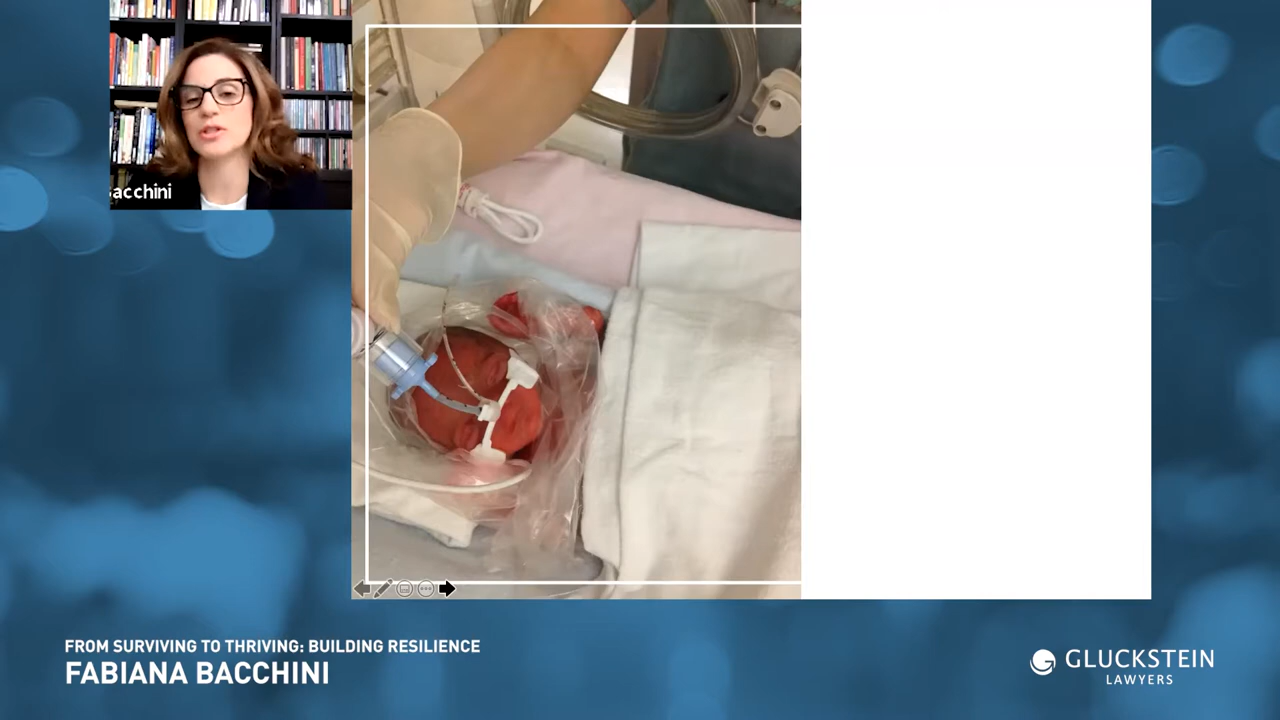 acchini
FROM SURVIVING TO THRIVING: BUILDING RESILIENCE
FABIANA BACCHINI
GLUCKSTEIN
LAWYERS